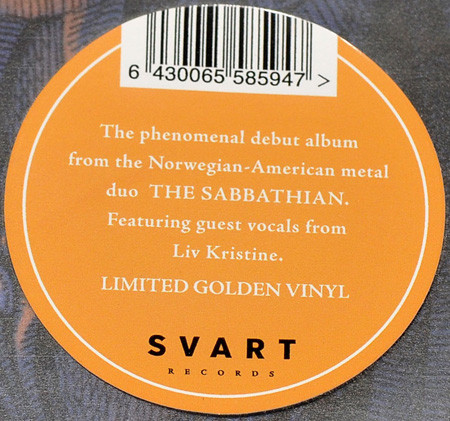 6 430065 585947 >
The phenomenal debut album
from the Norwegian-American metal
duo THE SABBATHIAN.
Featuring guest vocals from
Liv Kristine.
LIMITED GOLDEN VINYL
SVART
RECORDS